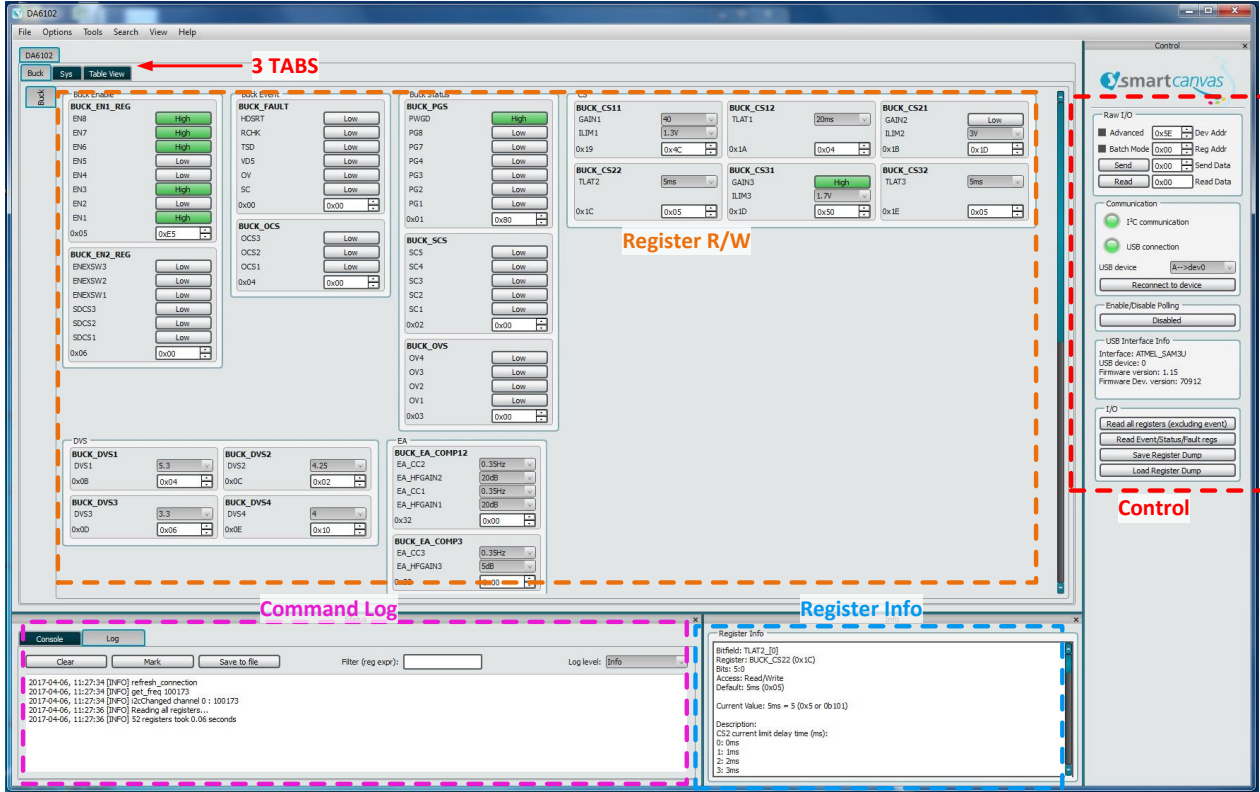 DA6102
File Options Tools Search View Help
DA6102
Buck Sys Table View
3 TABS
Buck
Buck Enable
BUCK_EN1_REG
EN8 High
EN7 High
EN6 High
EN5 Low
EN4 Low
EN3 High
EN2 Low
EN1 High
0x05 0xE5
BUCK_EN2_REG
ENEXSW3 Low
ENEXSW2 Low
ENEXSW1 Low
SDCS3 Low
SDCS2 Low
SDCS1 Low
0x06 0x00
Buck Event
BUCK_FAULT
HDSRT Low
RCHK Low
TSD Low
VD5 Low
OV Low
SC Low
0x00 0x00
BUCK_OCS
OCS3 Low
OCS2 Low
OCS1 Low
0x04 0x00
Buck Status
BUCK_PGS
PWGD High
PG8 Low
PG7 Low
PG4 Low
PG3 Low
PG2 Low
PG1 Low
0x01 0x80
BUCK_SCS
SC5 Low
SC4 Low
SC3 Low
SC2 Low
SC1 Low
0x02 0x00
BUCK_OVS
OV4 Low
OV3 Low
OV2 Low
OV1 Low
0x03 0x00
CS
BUCK_CS11
GAIN1 40
ILIM1 1.3V
0x19 0x4C
BUCK_CS12
TLAT1 20ms
0x1A 0x04
BUCK_CS21
GAIN2 Low
ILIM2 3V
0x1B 0x1D
BUCK_CS22
TLAT2 5ms
0x1C 0x05
BUCK_CS31
GAIN3 High
ILIM3 1.7V
0x1D 0x50
BUCK_CS32
TLAT3 5ms
0x1E 0x05
Register R/W
DVS
BUCK_DVS1
DVS1 5.3
0x0B 0x04
BUCK_DVS2
DVS2 4.25
0x0C 0x02
BUCK_DVS3
DVS3 3.3
0x0D 0x06
BUCK_DVS4
DVS4 4
0x0E 0x10
EA
BUCK_EA_COMP12
EA_CC2 0.35Hz
EA_HFGAIN2 20dB
EA_CC1 0.35Hz
EA_HFGAIN1 20dB
0x32 0x00
BUCK_EA_COMP3
EA_CC3 0.35Hz
EA_HFGAIN3 5dB
0x00
Control
smartcanvas
Raw I/O
Advanced 0x5E Dev Addr
Batch Mode 0x00 Reg Addr
Send 0x00 Send Data
Read 0x00 Read Data
Communication
I²C communication
USB connection
USB device A-->dev0
Reconnect to device
Enable/Disable Polling
Disabled
USB Interface Info
Interface: ATMEL_SAM3U
USB device: 0
Firmware version: 1.15
Firmware Dev. version: 70912
I/O
Read all registers (excluding event)
Read Event/Status/Fault regs
Save Register Dump
Load Register Dump
Control
Command Log
Console Log
Clear Mark Save to file Filter (reg expr): Log level: Info
2017-04-06, 11:27:34 [INFO] refresh_connection
2017-04-06, 11:27:34 [INFO] get_freq 100173
2017-04-06, 11:27:34 [INFO] i2cChanged channel 0 : 100173
2017-04-06, 11:27:36 [INFO] Reading all registers...
2017-04-06, 11:27:36 [INFO] 52 registers took 0.06 seconds
Register Info
Register Info
Bitfield: TLAT2_[0]
Register: BUCK_CS22 (0x1C)
Bits: 5:0
Access: Read/Write
Default: 5ms (0x05)
Current Value: 5ms = 5 (0x5 or 0b101)
Description:
CS2 current limit delay time (ms):
0: 0ms
1: 1ms
2: 2ms
3: 3ms